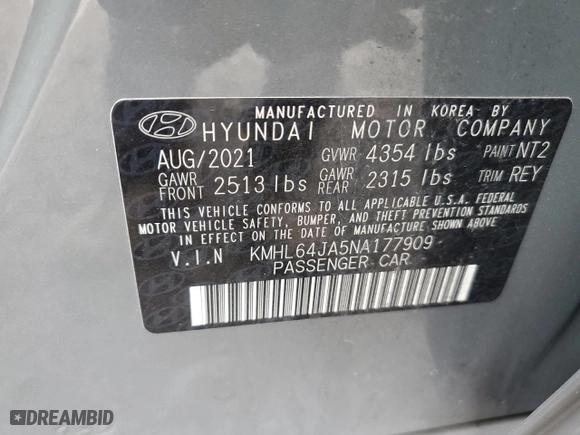 MANUFACTURED IN KOREA BY
HYUNDAI MOTOR COMPANY
AUG/2021 GVWR 4354 lbs PAINT NT2
GAWR FRONT 2513 lbs GAWR REAR 2315 lbs TRIM REY
THIS VEHICLE CONFORMS TO ALL APPLICABLE U.S.A. FEDERAL
MOTOR VEHICLE SAFETY, BUMPER, AND THEFT PREVENTION
STANDARDS IN EFFECT ON THE DATE OF MANUFACTURE SHOWN ABOVE.
V.I.N KMHL64JA5NA177909
PASSENGER CAR
DREAMBID